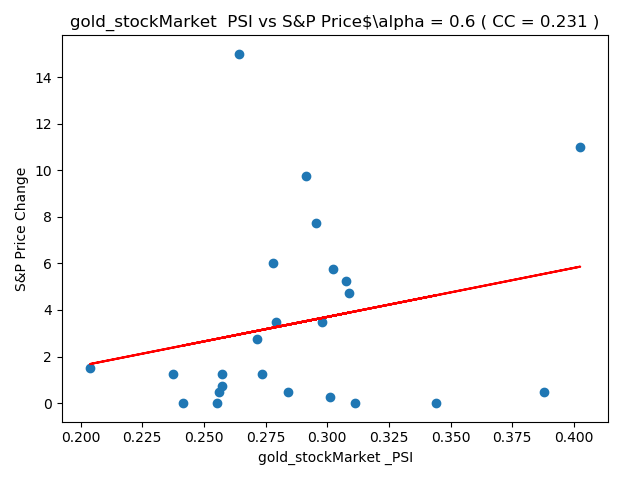 gold_stockMarket  PSI vs S&P Price$\alpha = 0.6 ( CC = 0.231 )
S&P Price Change
14
12
10
8
6
4
2
0
0.200 0.225 0.250 0.275 0.300 0.325 0.350 0.375 0.400
gold_stockMarket _PSI